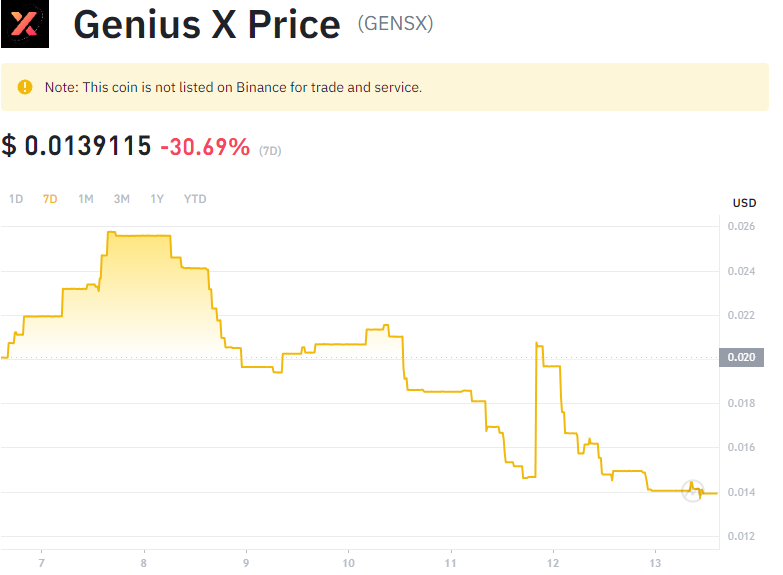 Genius X Price (GENSX)
Note: This coin is not listed on Binance for trade and service.
$ 0.0139115 -30.69% (7D)
1D 7D 1M 3M 1Y YTD
USD
0.026
0.024
0.022
0.020
0.018
0.016
0.014
0.012
7 8 9 10 11 12 13